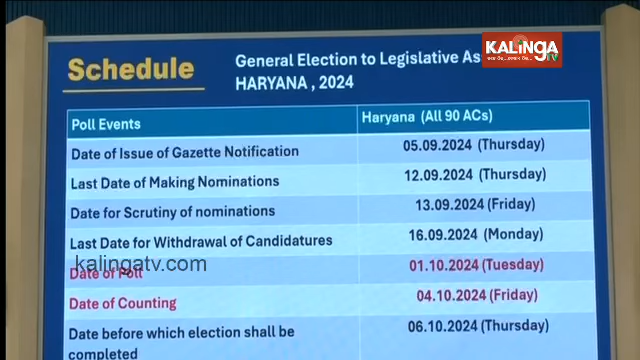 KALINGA
TV
Schedule
General Election to Legislative As
HARYANA , 2024
Poll Events Haryana (All 90 ACs)
Date of Issue of Gazette Notification 05.09.2024 (Thursday)
Last Date of Making Nominations 12.09.2024 (Thursday)
Date for Scrutiny of nominations 13.09.2024 (Friday)
Last Date for Withdrawal of Candidatures 16.09.2024 (Monday)
kalingatv.com
Date of Poll 01.10.2024 (Tuesday)
Date of Counting 04.10.2024 (Friday)
Date before which election shall be 06.10.2024 (Thursday)
completed